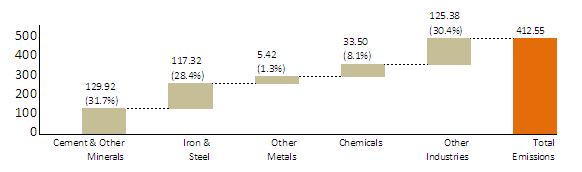 125.38
(30.4%)
412.55
500
400
300
200
100
0
129.92
(31.7%)
117.32
(28.4%)
5.42
(1.3%)
33.50
(8.1%)
Cement & Other
Minerals
Iron &
Steel
Other
Metals
Chemicals
Other
Industries
Total
Emissions